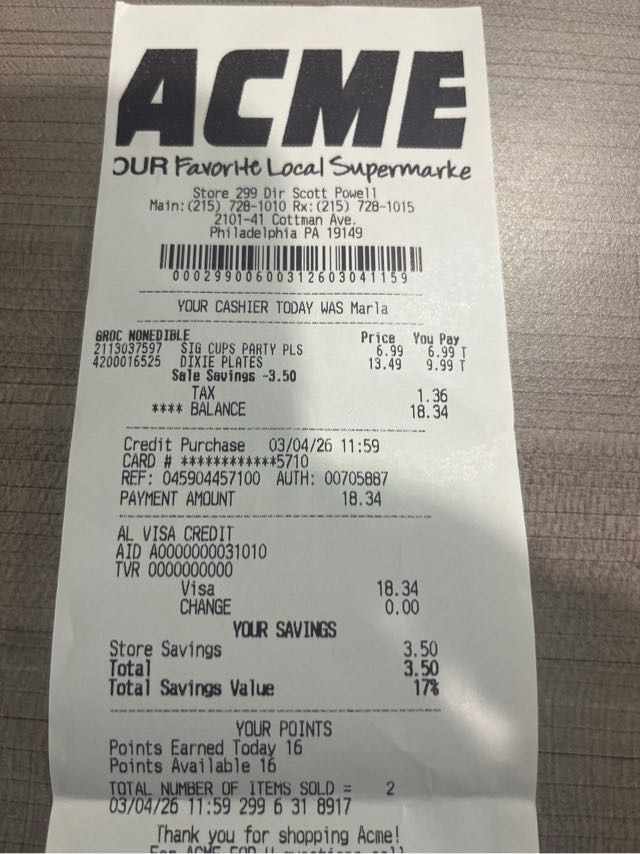 ACME
OUR Favorite Local Supermarke
Store 299 Dir Scott Powell
Main:(215) 728-1010 Rx:(215) 728-1015
2101-41 Cottman Ave.
Philadelphia PA 19149
00029900600312603041159
YOUR CASHIER TODAY WAS Marla
GROC NONEDIBLE Price You Pay
2113037597 SIG CUPS PARTY PLS 6.99 6.99 T
4200016525 DIXIE PLATES 13.49 9.99 T
Sale Savings -3.50
TAX 1.36
**** BALANCE 18.34
Credit Purchase 03/04/26 11:59
CARD # ************5710
REF: 045904457100 AUTH: 00705887
PAYMENT AMOUNT 18.34
AL VISA CREDIT
AID A0000000031010
TVR 0000000000
Visa 18.34
CHANGE 0.00
YOUR SAVINGS
Store Savings 3.50
Total 3.50
Total Savings Value 17%
YOUR POINTS
Points Earned Today 16
Points Available 16
TOTAL NUMBER OF ITEMS SOLD = 2
03/04/26 11:59 299 6 31 8917
Thank you for shopping Acme!